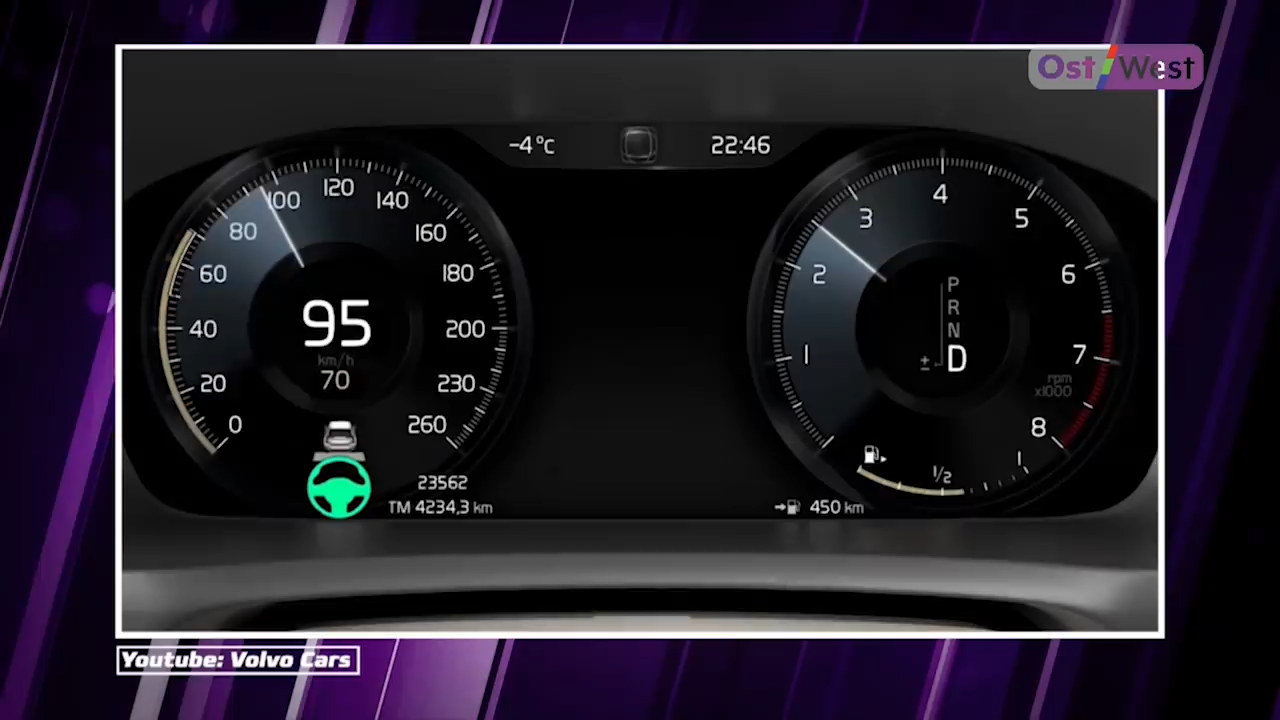 Ost West
-4°C
22:46
0
20
40
60
80
100
120
140
160
180
200
230
260
95
km/h
70
23562
TM 4234,3 km
1
2
3
4
5
6
7
8
rpm
x1000
P
R
N
D
±
1/2
1
450 km
Youtube: Volvo Cars